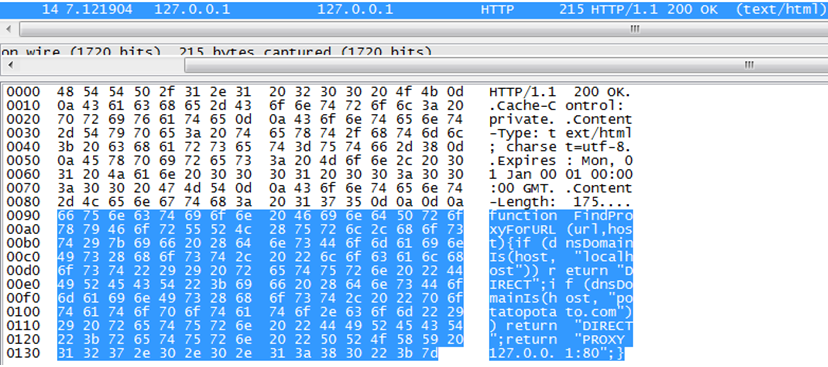 14 7.121904 127.0.0.1 127.0.0.1 HTTP 215 HTTP/1.1 200 OK (text/html)
on wire (1720 bits), 215 bytes captured (1720 bits)
0000 48 54 54 50 2f 31 2e 31 20 32 30 30 20 4f 4b 0d HTTP/1.1 200 OK.
0010 0a 43 61 63 68 65 2d 43 6f 6e 74 72 6f 6c 3a 20 .Cache-C ontrol:
0020 70 72 69 76 61 74 65 0d 0a 43 6f 6e 74 65 6e 74 private. .Content
0030 2d 54 79 70 65 3a 20 74 65 78 74 2f 68 74 6d 6c -Type: t ext/html
0040 3b 20 63 68 61 72 73 65 74 3d 75 74 66 2d 38 0d ; charse t=utf-8.
0050 0a 45 78 70 69 72 65 73 3a 20 4d 6f 6e 2c 20 30 .Expires : Mon, 0
0060 31 20 4a 61 6e 20 30 30 30 31 20 30 30 3a 30 30 1 Jan 00 01 00:00
0070 3a 30 30 20 47 4d 54 0d 0a 43 6f 6e 74 65 6e 74 :00 GMT. .Content
0080 2d 4c 65 6e 67 74 68 3a 20 31 37 35 0d 0a 0d 0a -Length: 175....
0090 66 75 6e 63 74 69 6f 6e 20 46 69 6e 64 50 72 6f function FindPro
00a0 78 79 46 6f 72 55 52 4c 28 75 72 6c 2c 68 6f 73 xyForURL (url,hos
00b0 74 29 7b 69 66 20 28 64 6e 73 44 6f 6d 61 69 6e t){if (d nsDomain
00c0 49 73 28 68 6f 73 74 2c 20 22 6c 6f 63 61 6c 68 Is(host, "localh
00d0 6f 73 74 22 29 29 20 72 65 74 75 72 6e 20 22 44 ost")) r eturn "D
00e0 49 52 45 43 54 22 3b 69 66 20 28 64 6e 73 44 6f IRECT";i f (dnsDo
00f0 6d 61 69 6e 49 73 28 68 6f 73 74 2c 20 22 70 6f mainIs(h ost, "po
0100 74 61 74 6f 70 6f 74 61 74 6f 2e 63 6f 6d 22 29 tatopota to.com")
0110 29 20 72 65 74 75 72 6e 20 22 44 49 52 45 43 54 ) return "DIRECT
0120 22 3b 72 65 74 75 72 6e 20 22 50 52 4f 58 59 20 ";return "PROXY
0130 31 32 37 2e 30 2e 30 2e 31 3a 38 30 22 3b 7d 127.0.0. 1:80";}